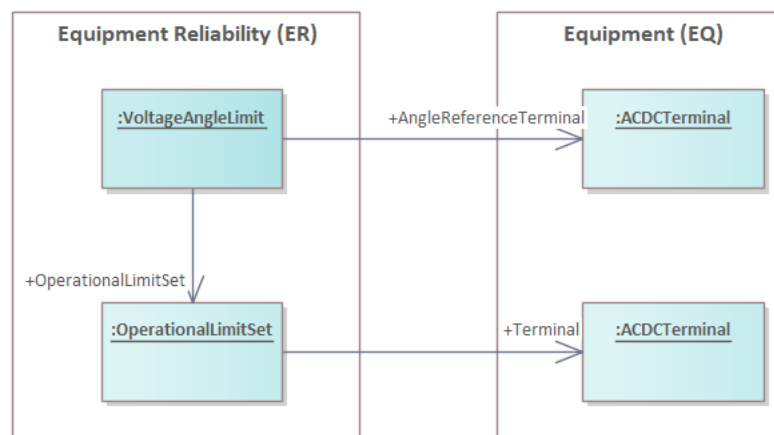 Equipment Reliability (ER)
Equipment (EQ)
:VoltageAngleLimit
+AngleReferenceTerminal
:ACDCTerminal
+OperationalLimitSet
:OperationalLimitSet
+Terminal
:ACDCTerminal